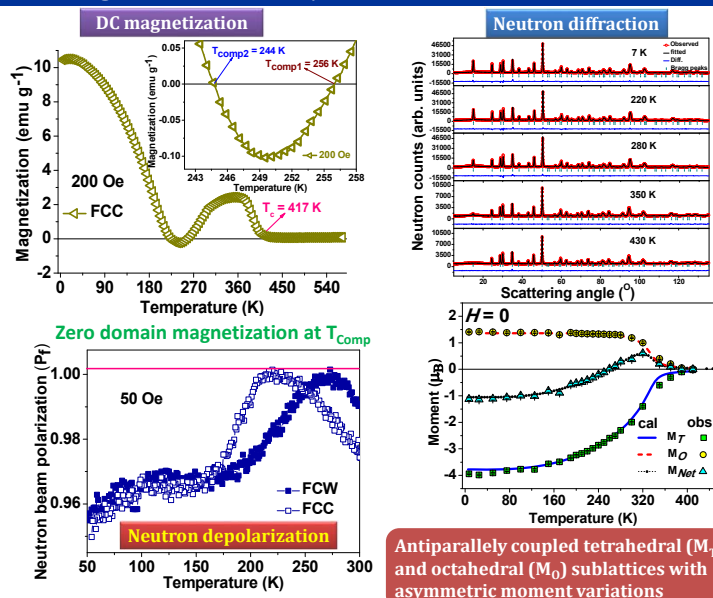 DC magnetization
Neutron diffraction
Magnetization (emu g⁻¹)
10
8
6
4
2
0
-2
200 Oe
FCC
T_c = 417 K
0 90 180 270 360 450 540
Temperature (K)
Magnetization (emu g⁻¹)
0.05
0.00
-0.05
-0.10
T_comp2 = 244 K
T_comp1 = 256 K
200 Oe
243 246 249 252 255 258
Temperature (K)
Neutron counts (arb. units)
46500
31000
15500
0
-15500
7 K
Observed
fitted
Diff.
Bragg peaks
220 K
280 K
350 K
430 K
30 60 90 120
Scattering angle (O)
Zero domain magnetization at T_Comp
Neutron beam polarization (P_f)
1.00
0.98
0.96
50 Oe
FCW
FCC
Neutron depolarization
50 100 150 200 250 300
Temperature (K)
H = 0
Moment (μ_B)
3
2
1
0
-1
-2
-3
-4
cal obs
M_T
M_O
M_Net
0 80 160 240 320 400
Temperature (K)
Antiparallely coupled tetrahedral (M_T
and octahedral (M_O) sublattices with
asymmetric moment variations